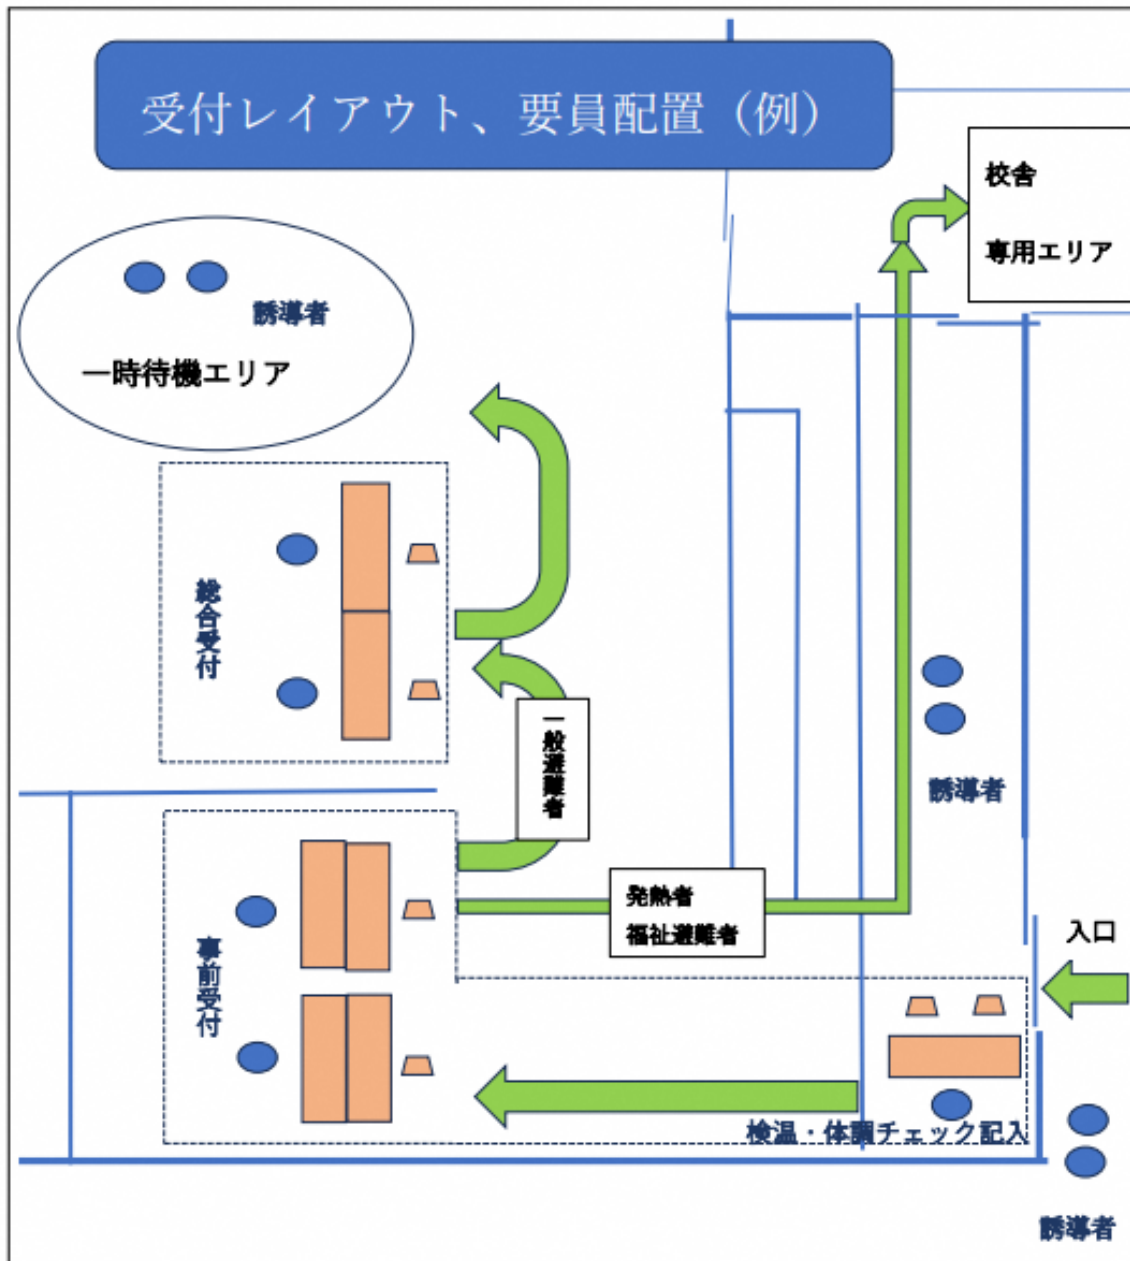 受付レイアウト、要員配置（例）
校舎
専用エリア
誘導者
一時待機エリア
総合受付
一般避難者
誘導者
発熱者
福祉避難者
入口
事前受付
検温・体調チェック記入
誘導者